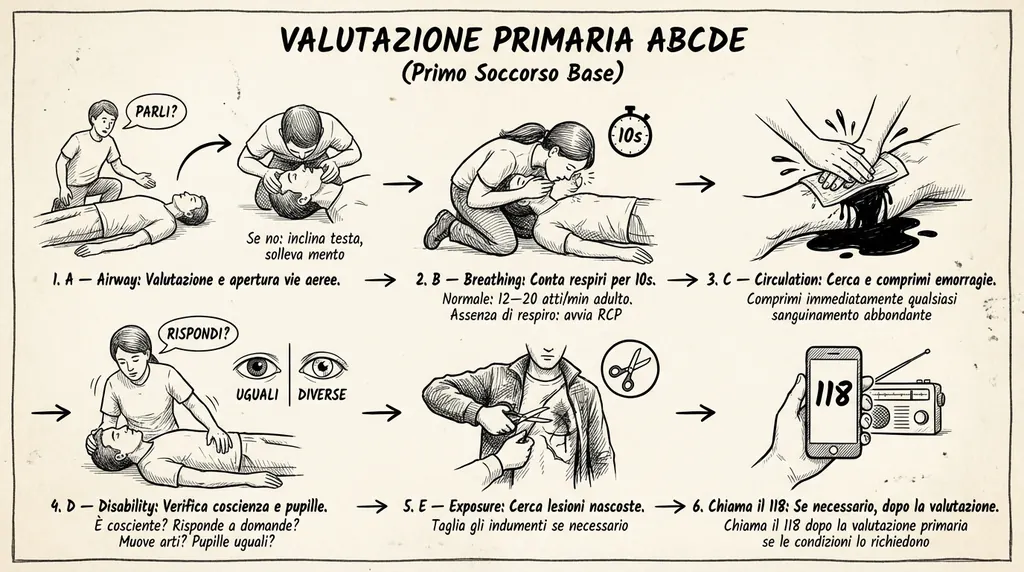 VALUTAZIONE PRIMARIA ABCDE
(Primo Soccorso Base)
PARLI?
Se no: inclina testa,
solleva mento
1. A — Airway: Valutazione e apertura vie aeree.
10s
2. B — Breathing: Conta respiri per 10s.
Normale: 12—20 atti/min adulto.
Assenza di respiro: avvia RCP
3. C — Circulation: Cerca e comprimi emorragie.
Comprimi immediatamente qualsiasi
sanguinamento abbondante
RISPONDI?
UGUALI
DIVERSE
4. D — Disability: Verifica coscienza e pupille.
È cosciente? Risponde a domande?
Muove arti? Pupille uguali?
5. E — Exposure: Cerca lesioni nascoste.
Taglia gli indumenti se necessario
118
6. Chiama il 118: Se necessario, dopo la valutazione.
Chiama il 118 dopo la valutazione primaria
se le condizioni lo richiedono